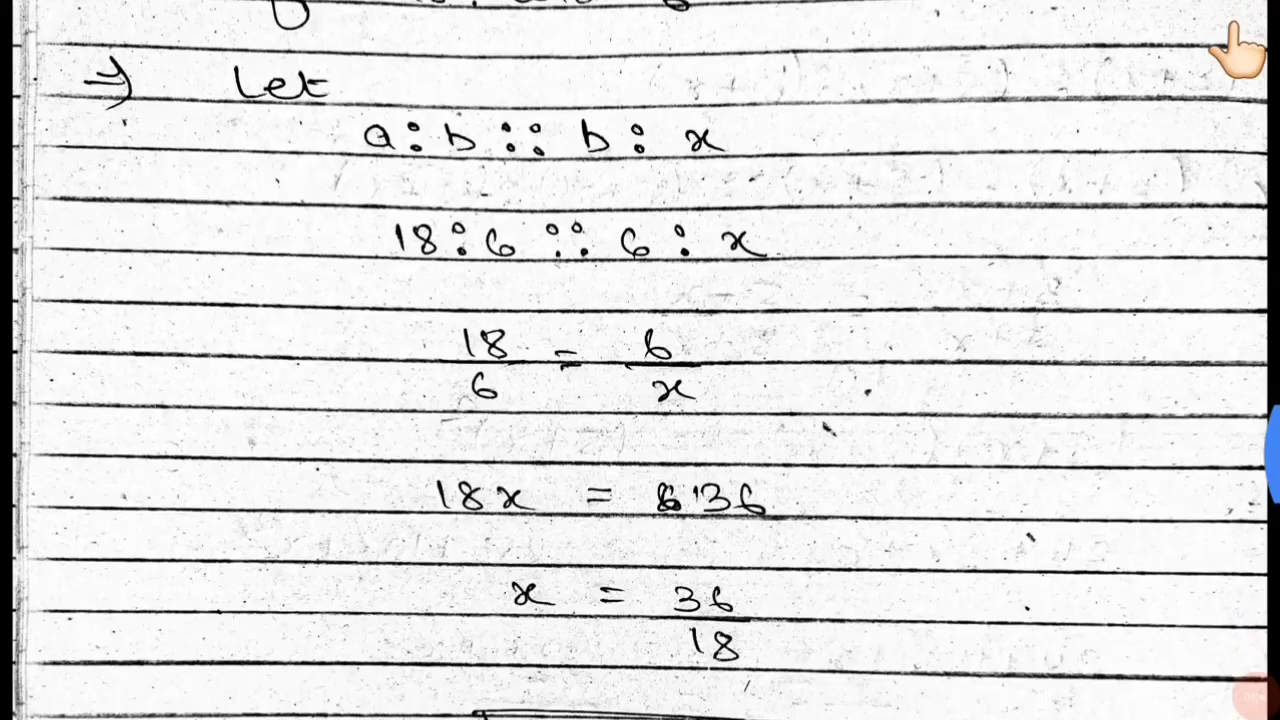 ⇒ Let
a : b :: b : x
18 : 6 :: 6 : x
18/6 = 6/x
18x = 36
x = 36/18